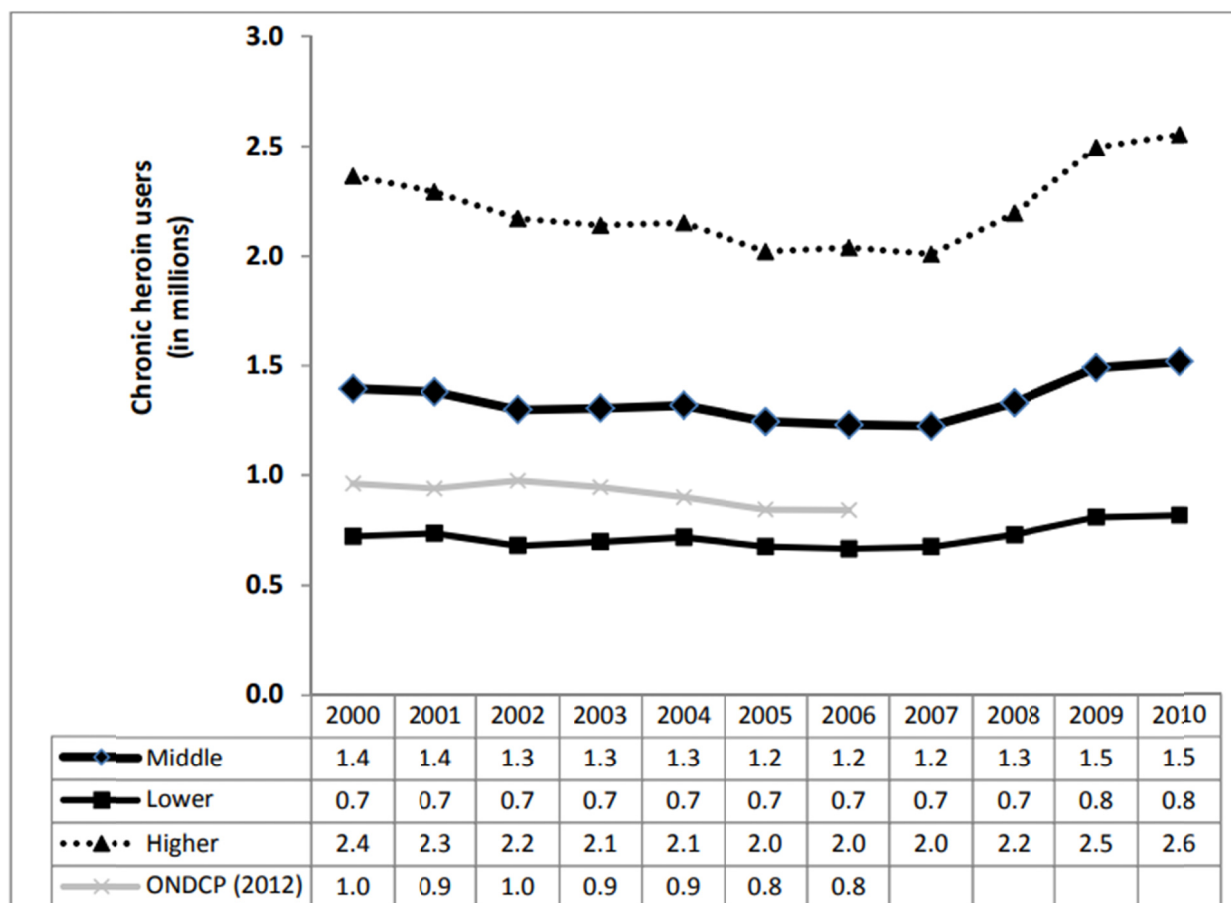 3.0
2.5
2.0
1.5
1.0
0.5
0.0
Chronic heroin users
(in millions)
2000 2001 2002 2003 2004 2005 2006 2007 2008 2009 2010
Middle 1.4 1.4 1.3 1.3 1.3 1.2 1.2 1.2 1.3 1.5 1.5
Lower 0.7 0.7 0.7 0.7 0.7 0.7 0.7 0.7 0.7 0.8 0.8
Higher 2.4 2.3 2.2 2.1 2.1 2.0 2.0 2.0 2.2 2.5 2.6
ONDCP (2012) 1.0 0.9 1.0 0.9 0.9 0.8 0.8